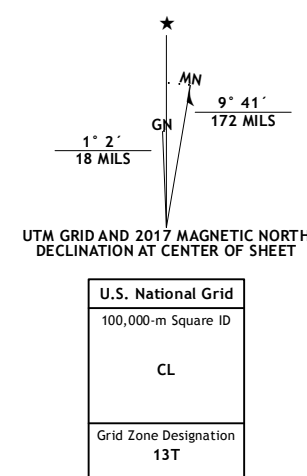 ★
MN
GN
9° 41´
172 MILS
1° 2´
18 MILS
UTM GRID AND 2017 MAGNETIC NORTH
DECLINATION AT CENTER OF SHEET
U.S. National Grid
100,000-m Square ID
CL
Grid Zone Designation
13T